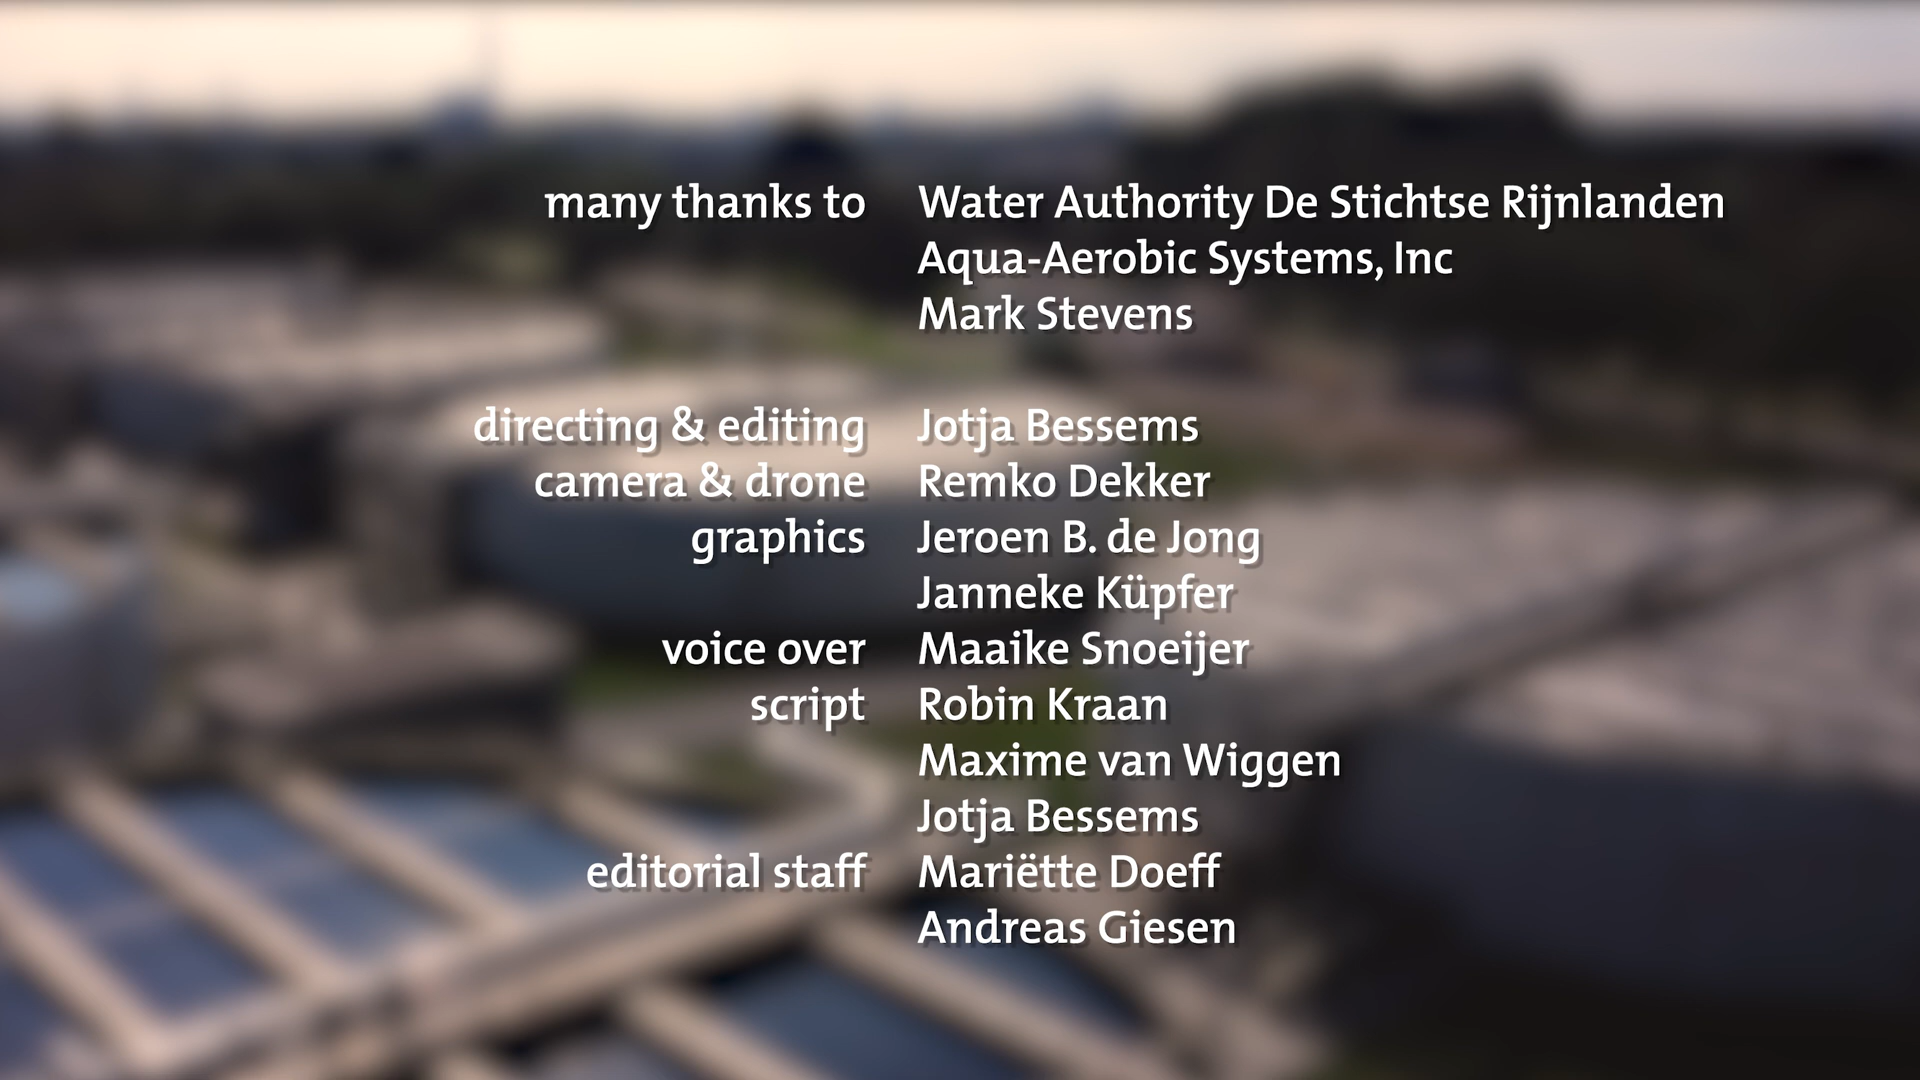 many thanks to Water Authority De Stichtse Rijnlanden
Aqua-Aerobic Systems, Inc
Mark Stevens
directing & editing Jotja Bessems
camera & drone Remko Dekker
graphics Jeroen B. de Jong
Janneke Küpfer
voice over Maaike Snoeijer
script Robin Kraan
Maxime van Wiggen
Jotja Bessems
editorial staff Mariëtte Doeff
Andreas Giesen